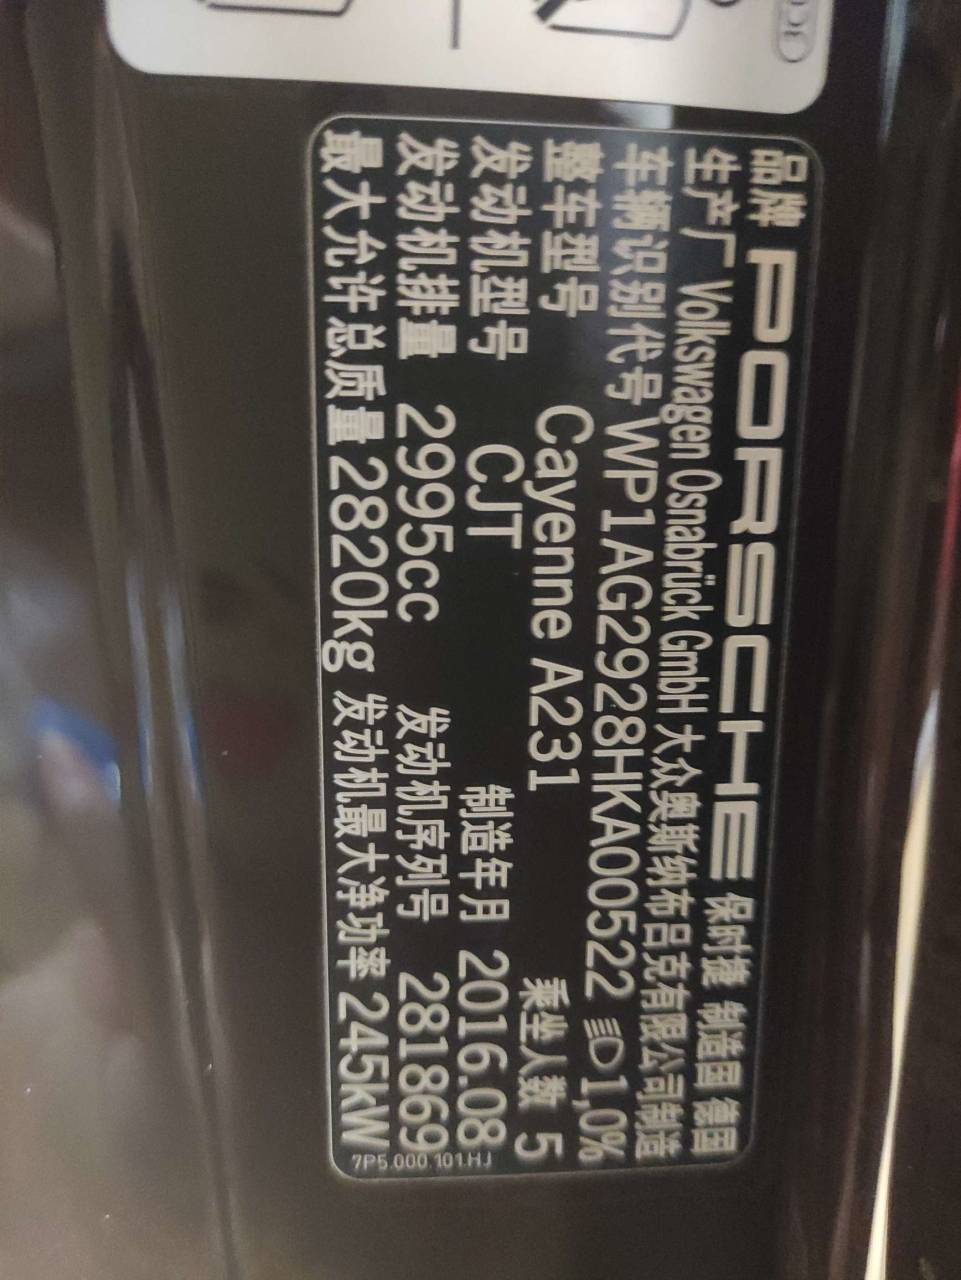 品牌 PORSCHE 保时捷 制造国 德国
生产厂 Volkswagen Osnabrück GmbH 大众奥斯纳布吕克有限公司制造
车辆识别代号 WP1AG2928HKA00522 1,0%
整车型号 Cayenne A231 乘坐人数 5
发动机型号 CJT 制造年月 2016.08
发动机排量 2995cc 发动机序列号 281869
最大允许总质量 2820kg 发动机最大净功率 245kW
7P5.000.101.HJ